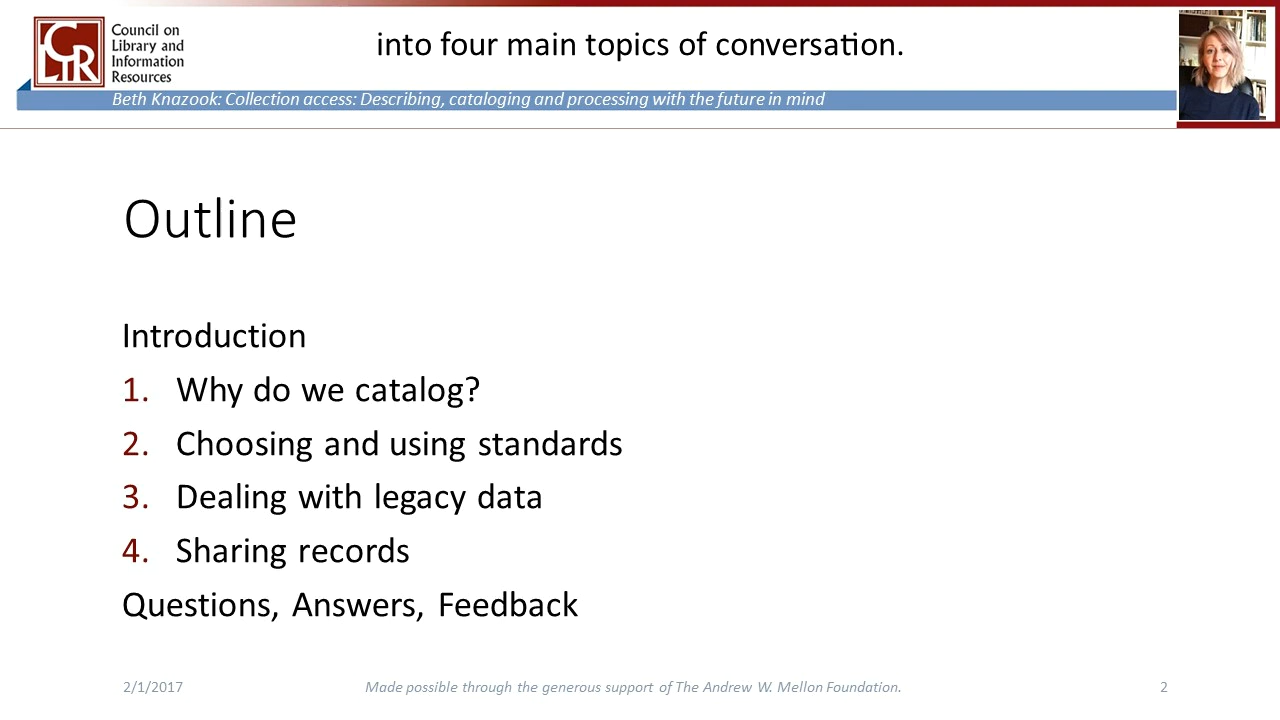 CLIR
Council on
Library and
Information
Resources
into four main topics of conversation.
Beth Knazook: Collection access: Describing, cataloging and processing with the future in mind
Outline
Introduction
1. Why do we catalog?
2. Choosing and using standards
3. Dealing with legacy data
4. Sharing records
Questions, Answers, Feedback
2/1/2017
Made possible through the generous support of The Andrew W. Mellon Foundation.
2